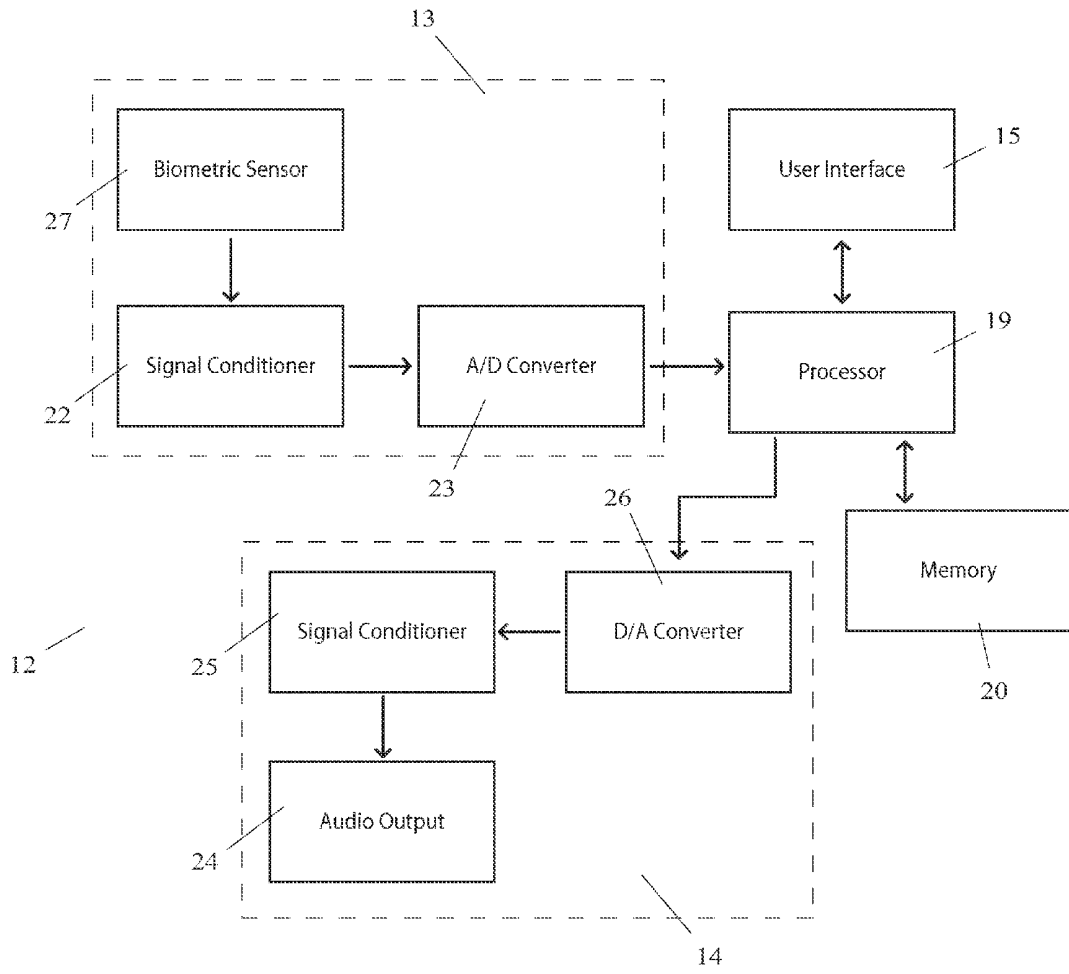 13
Biometric Sensor
27
User Interface
15
Signal Conditioner
22
A/D Converter
23
Processor
19
26
Memory
20
Signal Conditioner
25
D/A Converter
12
Audio Output
24
14